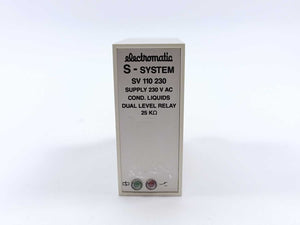 electromatic
S - SYSTEM
SV 110 230
SUPPLY 230 V AC
COND. LIQUIDS
DUAL LEVEL RELAY
25 KΩ